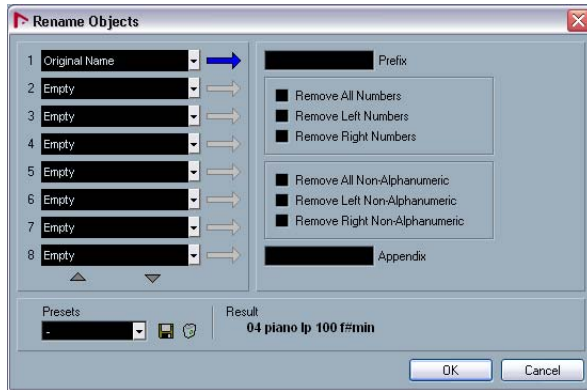 Rename Objects
1 Original Name
2 Empty
3 Empty
4 Empty
5 Empty
6 Empty
7 Empty
8 Empty
Prefix
Remove All Numbers
Remove Left Numbers
Remove Right Numbers
Remove All Non-Alphanumeric
Remove Left Non-Alphanumeric
Remove Right Non-Alphanumeric
Appendix
Presets
-
Result
04 piano lp 100 f#min
OK
Cancel